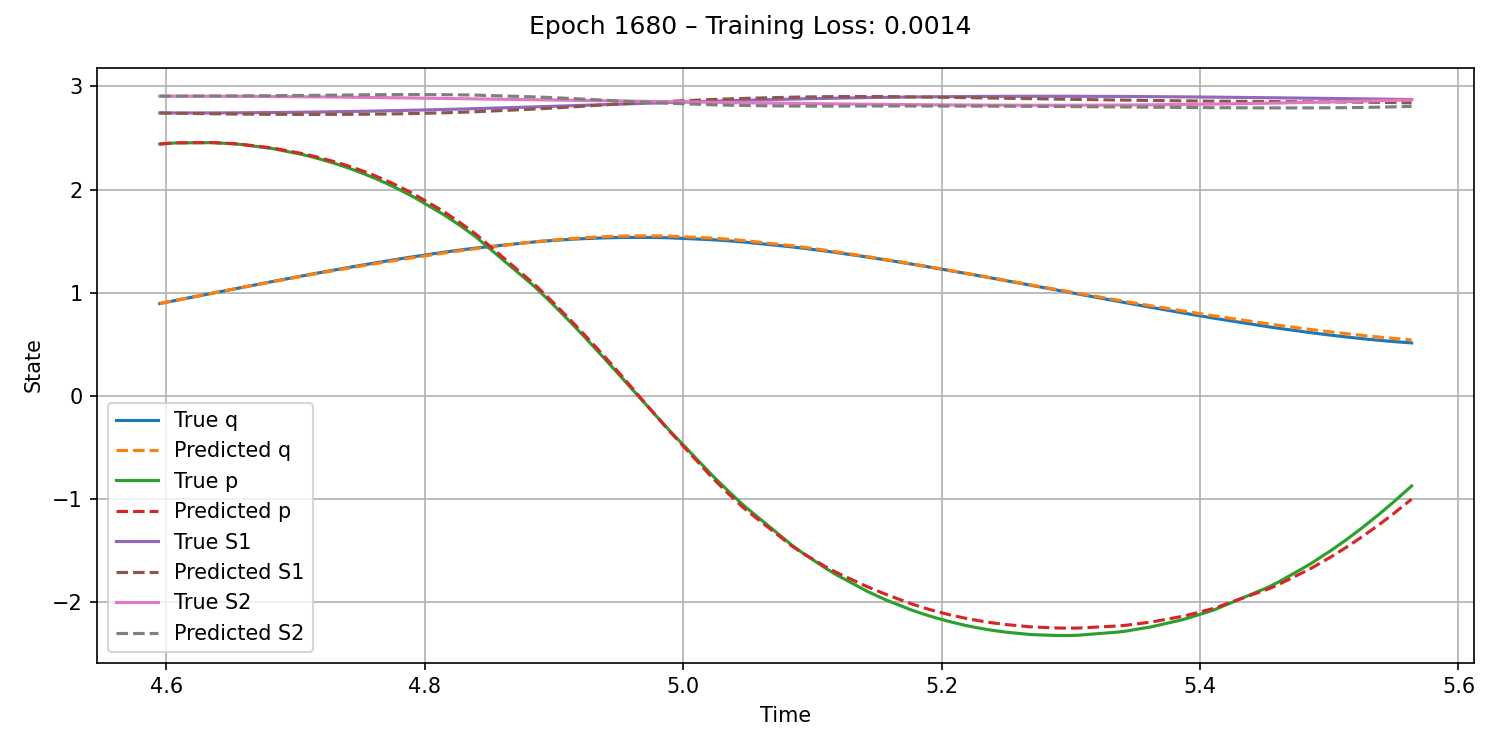 Epoch 1680 – Training Loss: 0.0014
3
2
1
0
−1
−2
State
True q
Predicted q
True p
Predicted p
True S1
Predicted S1
True S2
Predicted S2
4.6 4.8 5.0 5.2 5.4 5.6
Time